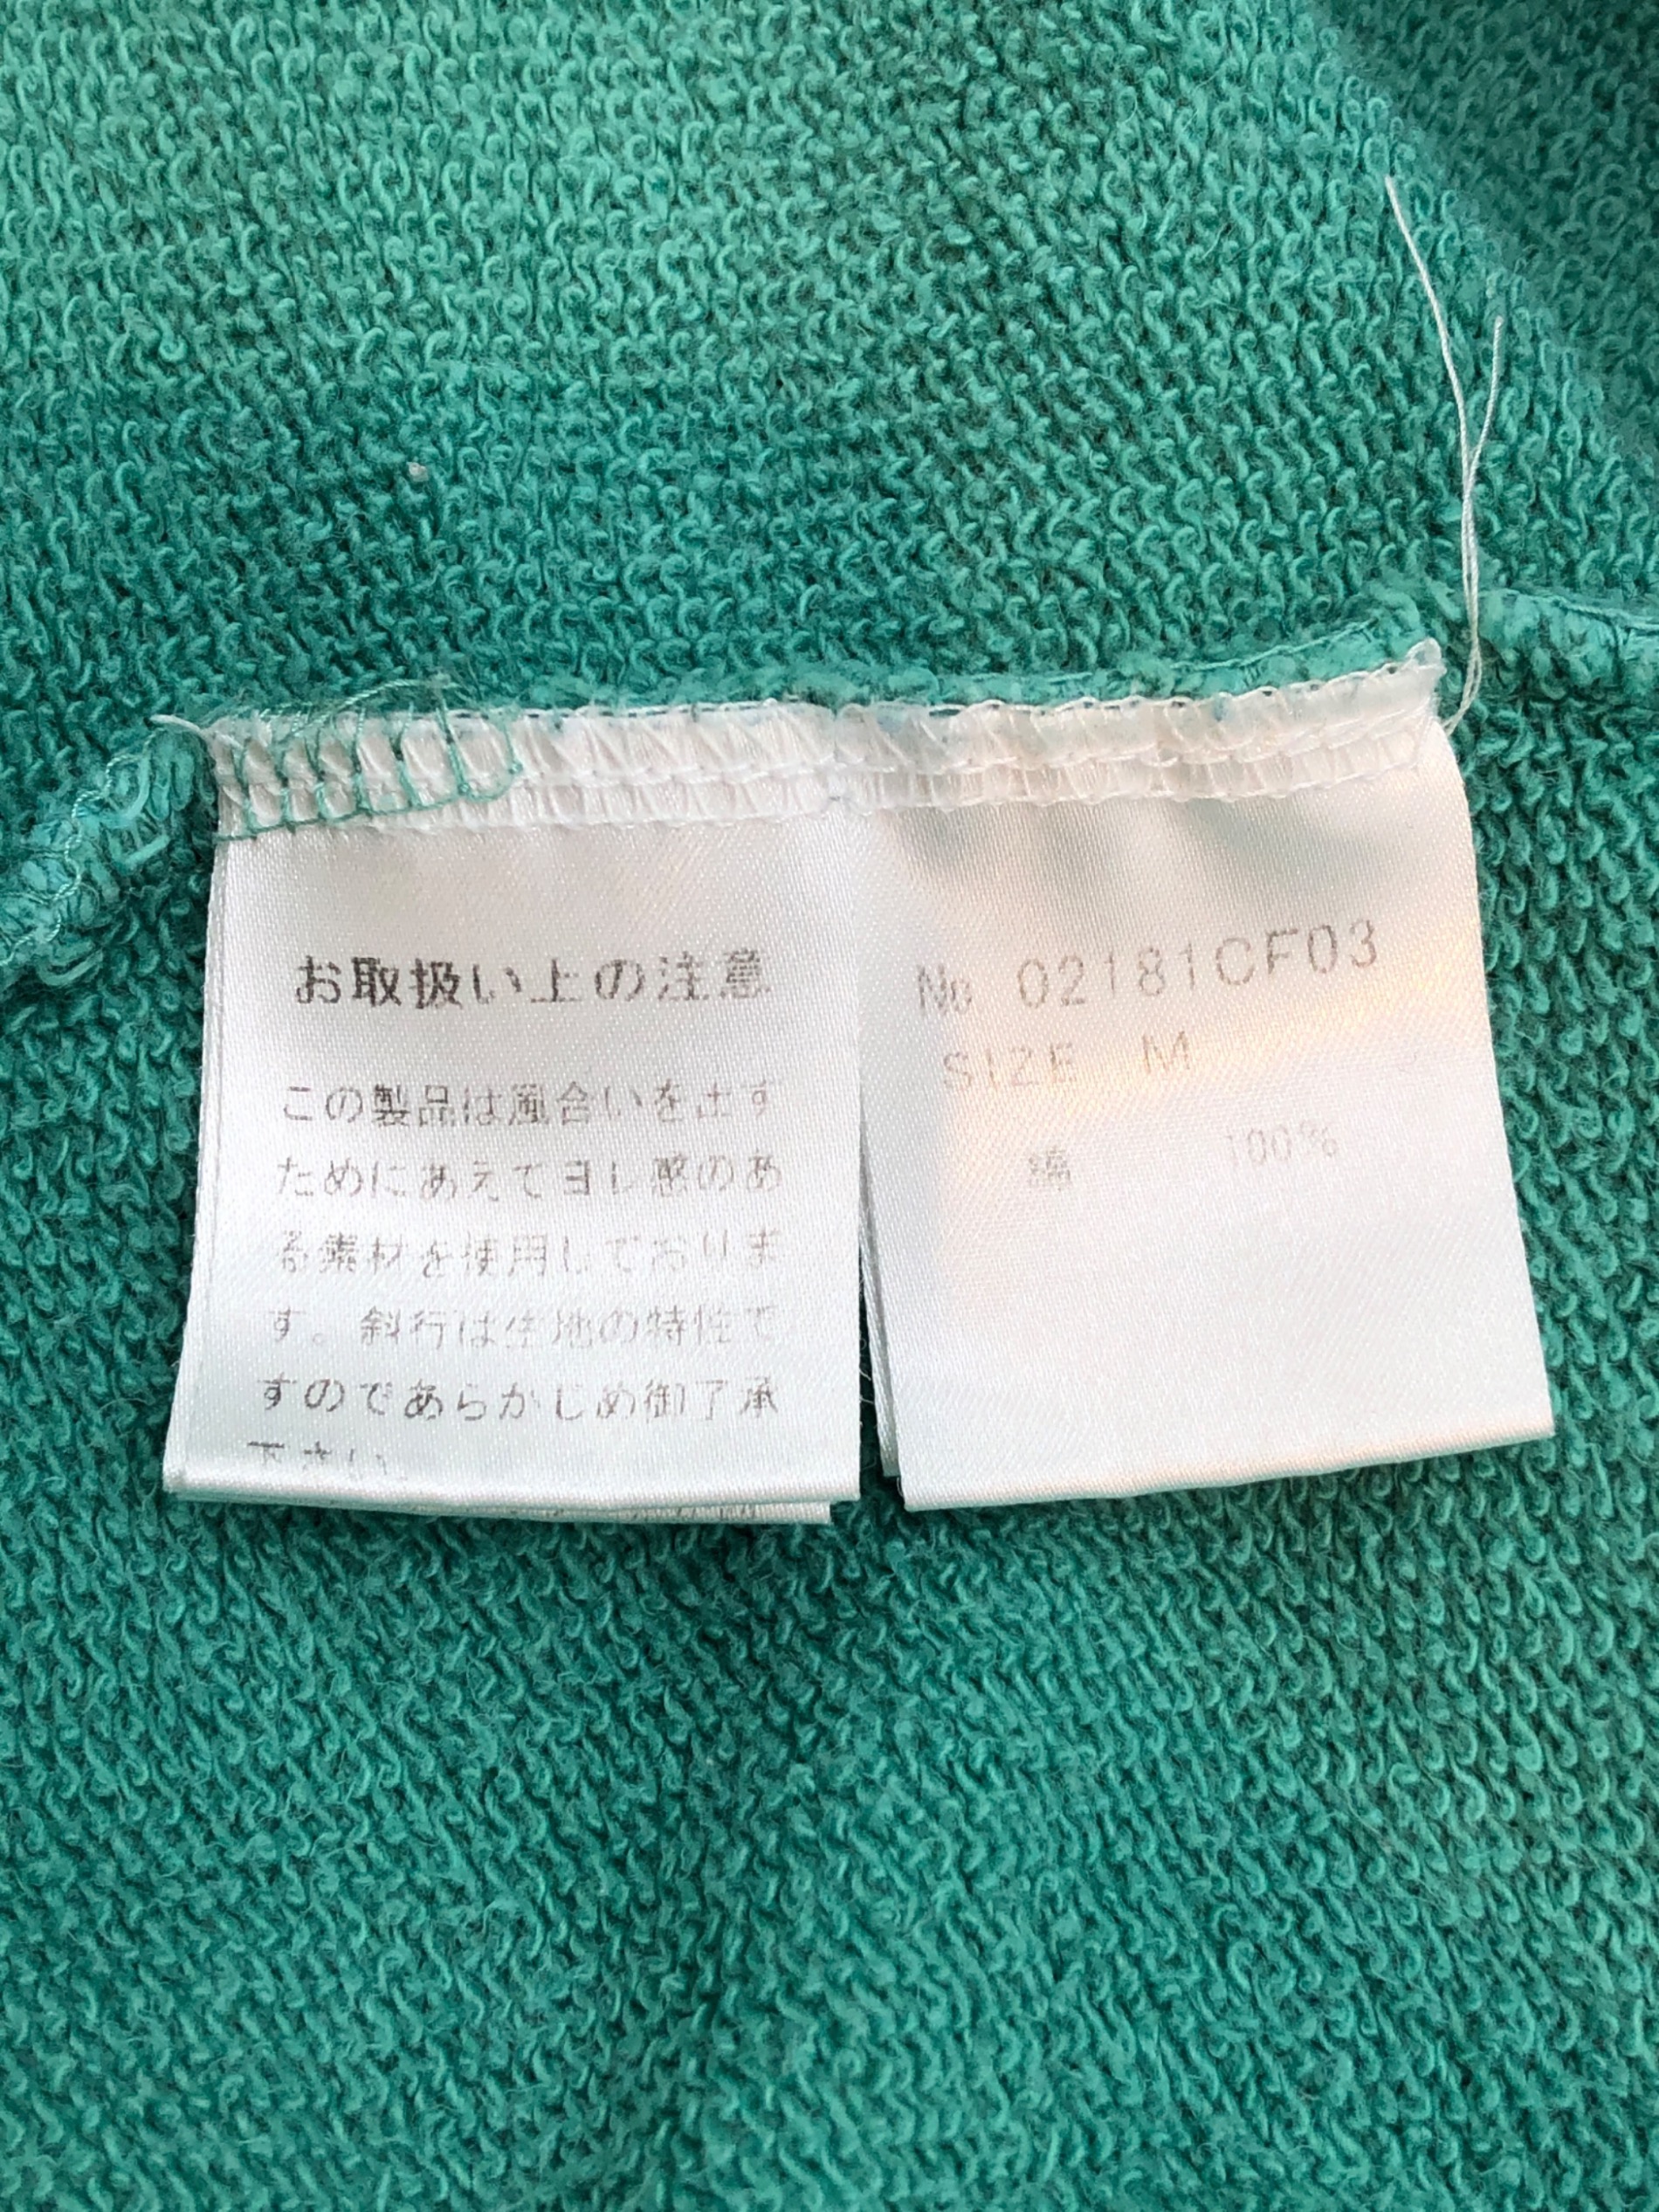 お取扱い上の注意
この製品は風合いを出す
ためにあえてヨレ感のあ
る素材を使用しておりま
す。斜行は生地の特性で
すのであらかじめ御了承
下さい。
No 02181CF03
SIZE M
綿 100%